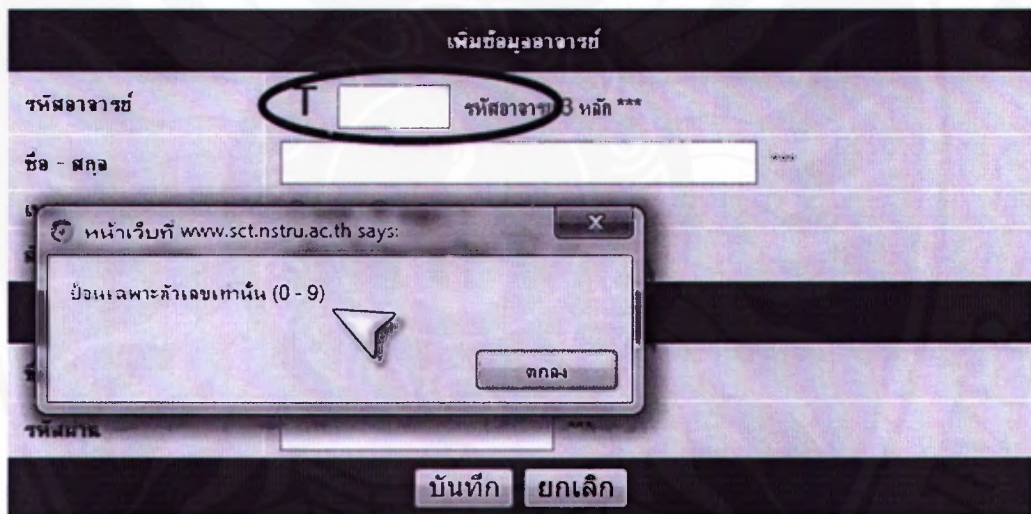 เพิ่มข้อมูลอาจารย์
รหัสอาจารย์ T รหัสอาจารย์ 3 หลัก ***
ชื่อ - สกุล ***
หน้าเว็บที่ www.sct.nstru.ac.th says:
ป้อนเฉพาะตัวเลขเท่านั้น (0 - 9)
ตกลง
รหัสผ่าน ***
บันทึก ยกเลิก